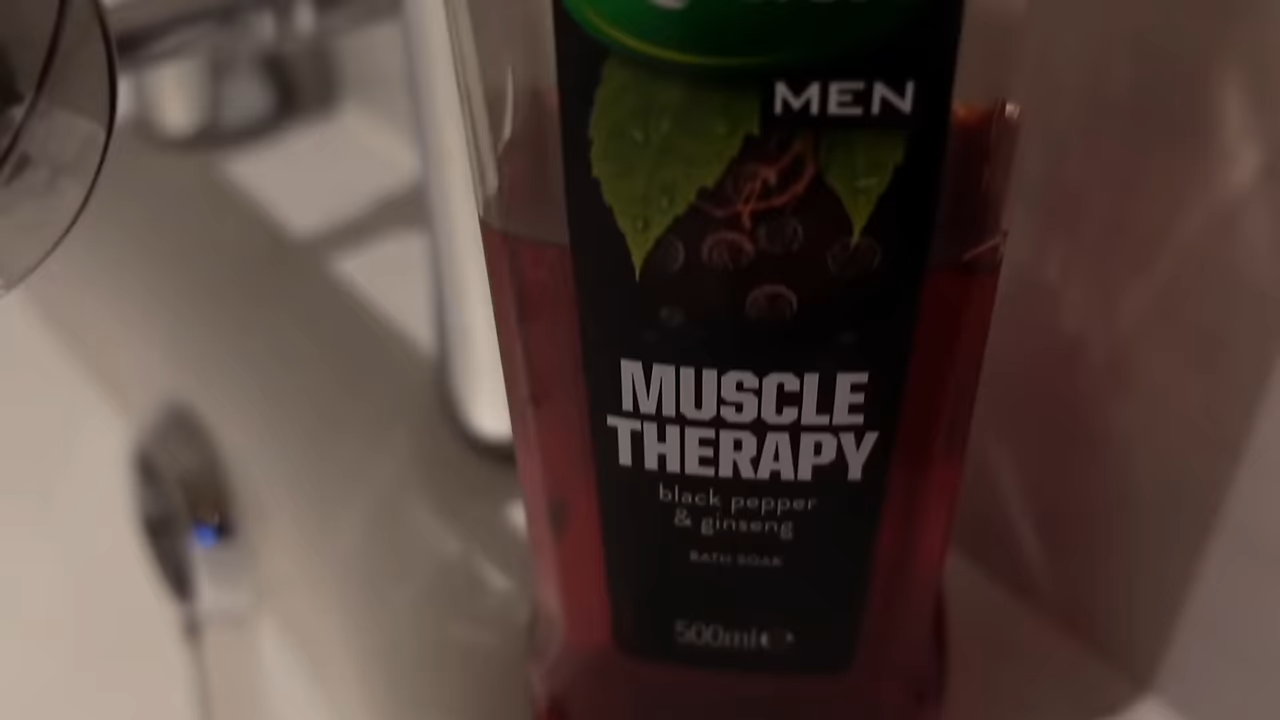 MEN
MUSCLE
THERAPY
black pepper
& ginseng
BATH SOAK
500ml e